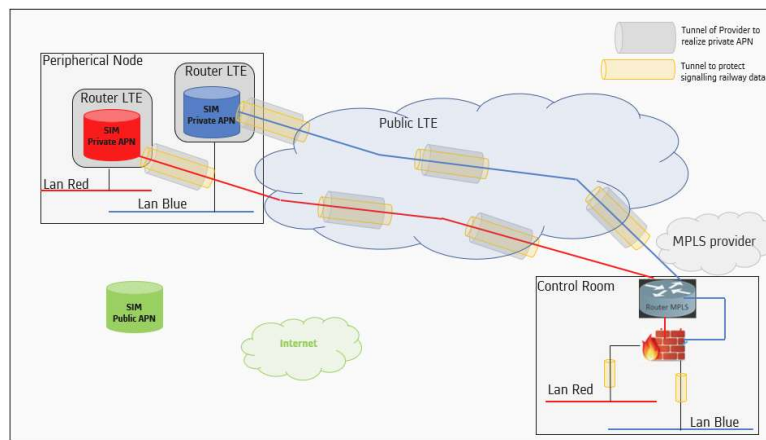 Peripherical Node
Router LTE
Router LTE
SIM
Private APN
SIM
Private APN
Lan Red
Lan Blue
Tunnel of Provider to
realize private APN
Tunnel to protect
signalling railway data
Public LTE
MPLS provider
SIM
Public APN
Internet
Control Room
Router MPLS
Lan Red
Lan Blue